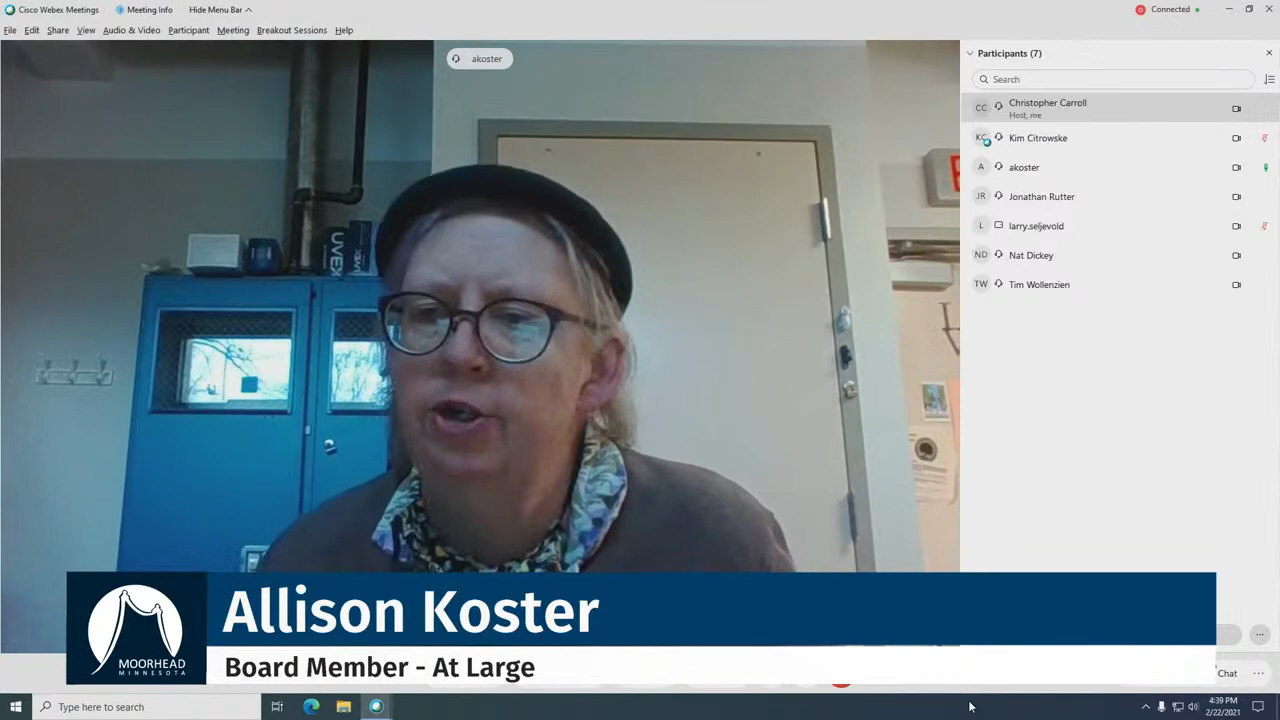 Cisco Webex Meetings
Meeting Info
Hide Menu Bar
Connected
File Edit Share View Audio & Video Participant Meeting Breakout Sessions Help
akoster
Participants (7)
Search
CC Christopher Carroll
Host, me
KC Kim Citrowske
A akoster
JR Jonathan Rutter
L larry.seljevold
ND Nat Dickey
TW Tim Wollenzien
UVEX
UVEX
Allison Koster
Board Member - At Large
MOORHEAD
MINNESOTA
Chat
Type here to search
4:39 PM
2/22/2021